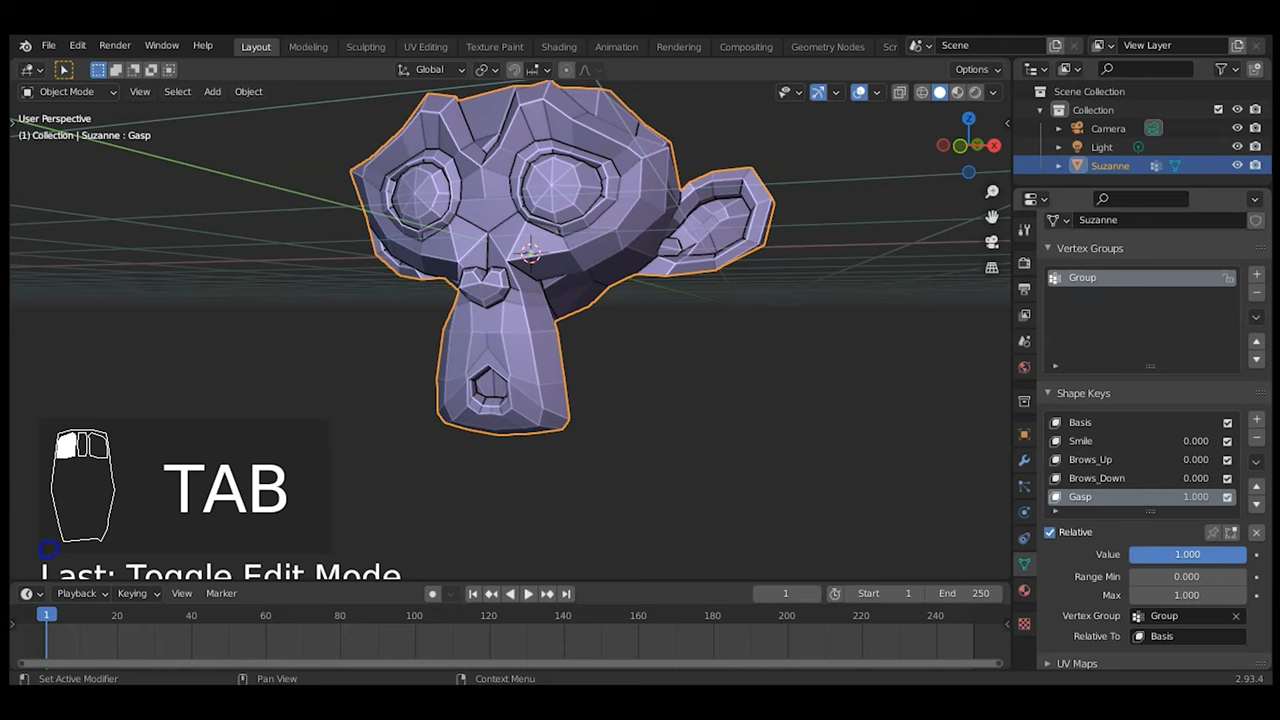 File Edit Render Window Help Layout Modeling Sculpting UV Editing Texture Paint Shading Animation Rendering Compositing Geometry Nodes Scr Scene View Layer
Global Options
Object Mode View Select Add Object
User Perspective
(1) Collection | Suzanne : Gasp
Z
X
Scene Collection
Collection
Camera
Light
Suzanne
Suzanne
Vertex Groups
Group
Shape Keys
Basis
Smile 0.000
Brows_Up 0.000
Brows_Down 0.000
Gasp 1.000
Relative
Value 1.000
Range Min 0.000
Max 1.000
Vertex Group Group
Relative To Basis
UV Maps
TAB
Last: Toggle Edit Mode
Playback Keying View Marker 1 Start 1 End 250
1 20 40 60 80 100 120 140 160 180 200 220 240
Set Active Modifier Pan View Context Menu 2.93.4